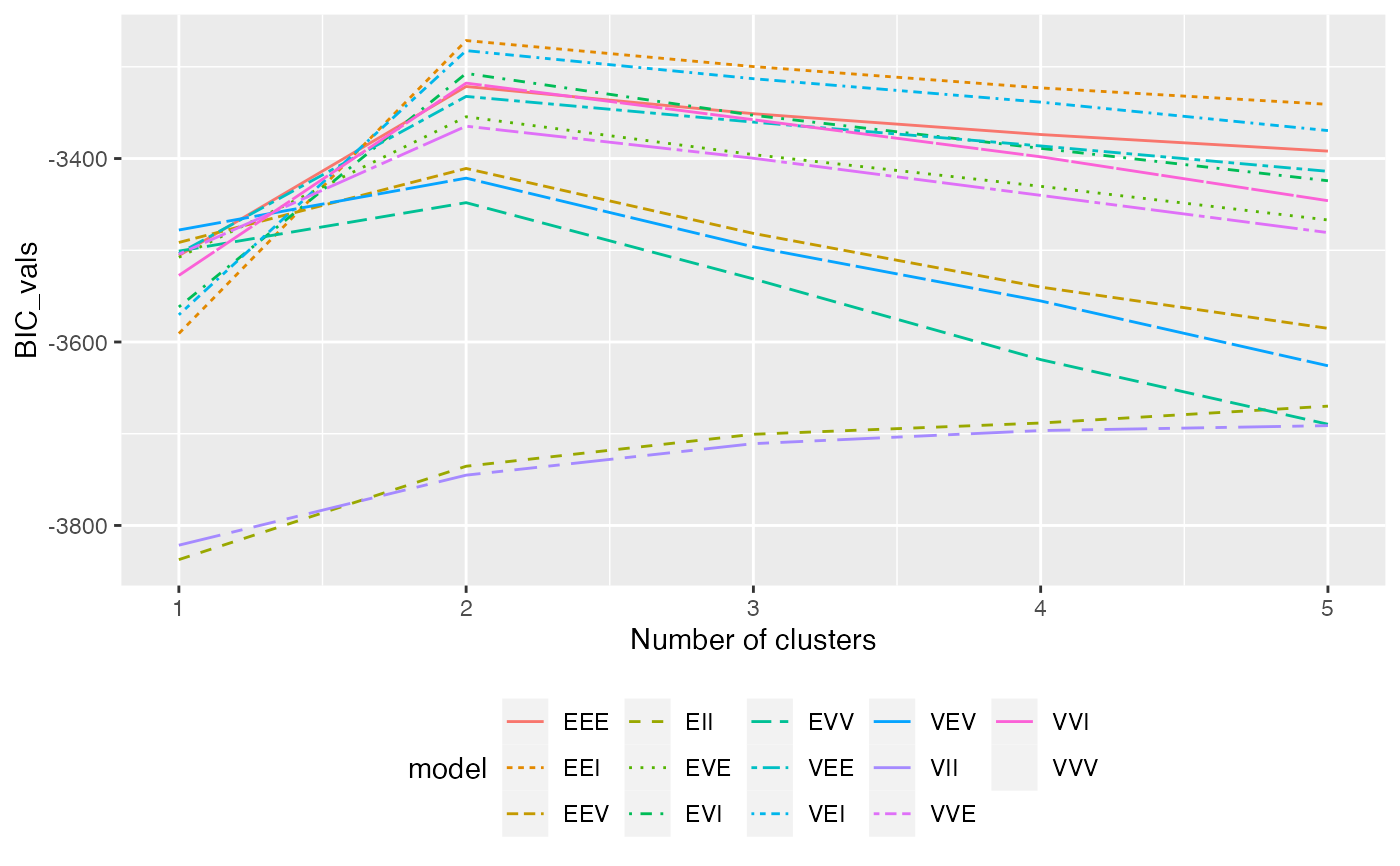 -3400
-3600
-3800
BIC_vals
1 2 3 4 5
Number of clusters
model
EEE EII EVV VEV VVI
EEI EVE VEE VII VVV
EEV EVI VEI VVE